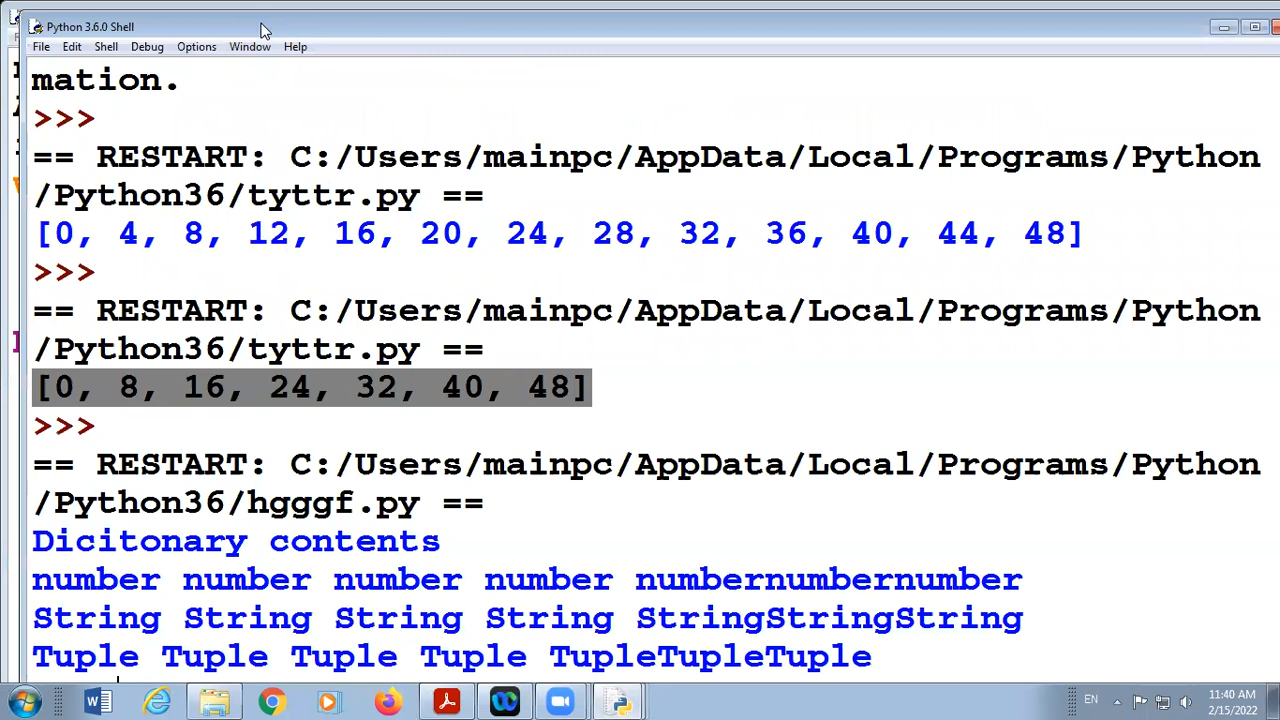 Python 3.6.0 Shell
File Edit Shell Debug Options Window Help
mation.
>>>
== RESTART: C:/Users/mainpc/AppData/Local/Programs/Python
/Python36/tyttr.py ==
[0, 4, 8, 12, 16, 20, 24, 28, 32, 36, 40, 44, 48]
>>>
== RESTART: C:/Users/mainpc/AppData/Local/Programs/Python
/Python36/tyttr.py ==
[0, 8, 16, 24, 32, 40, 48]
>>>
== RESTART: C:/Users/mainpc/AppData/Local/Programs/Python
/Python36/hgggf.py ==
Dicitonary contents
number number number number numbernumbernumber
String String String String StringStringString
Tuple Tuple Tuple Tuple TupleTupleTuple
EN
11:40 AM
2/15/2022